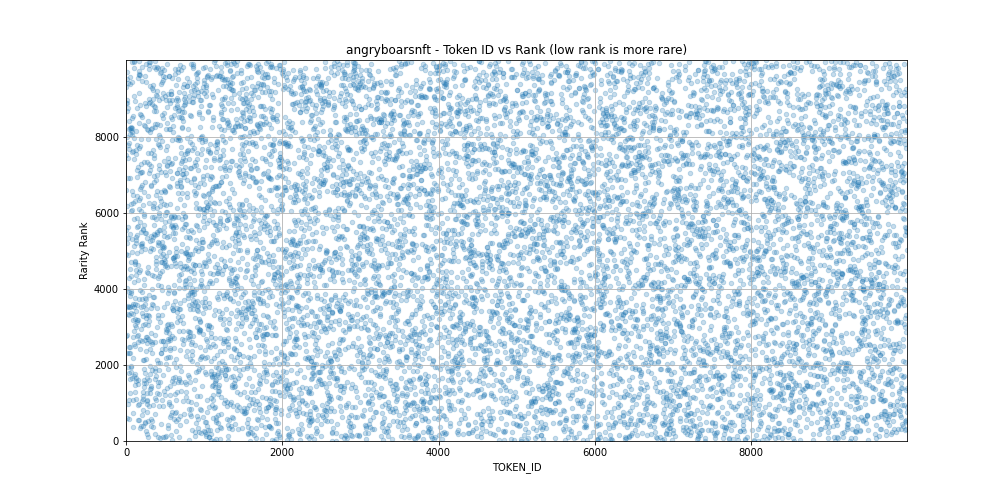 angryboarsnft - Token ID vs Rank (low rank is more rare)
Rarity Rank
8000
6000
4000
2000
0
0 2000 4000 6000 8000
TOKEN_ID